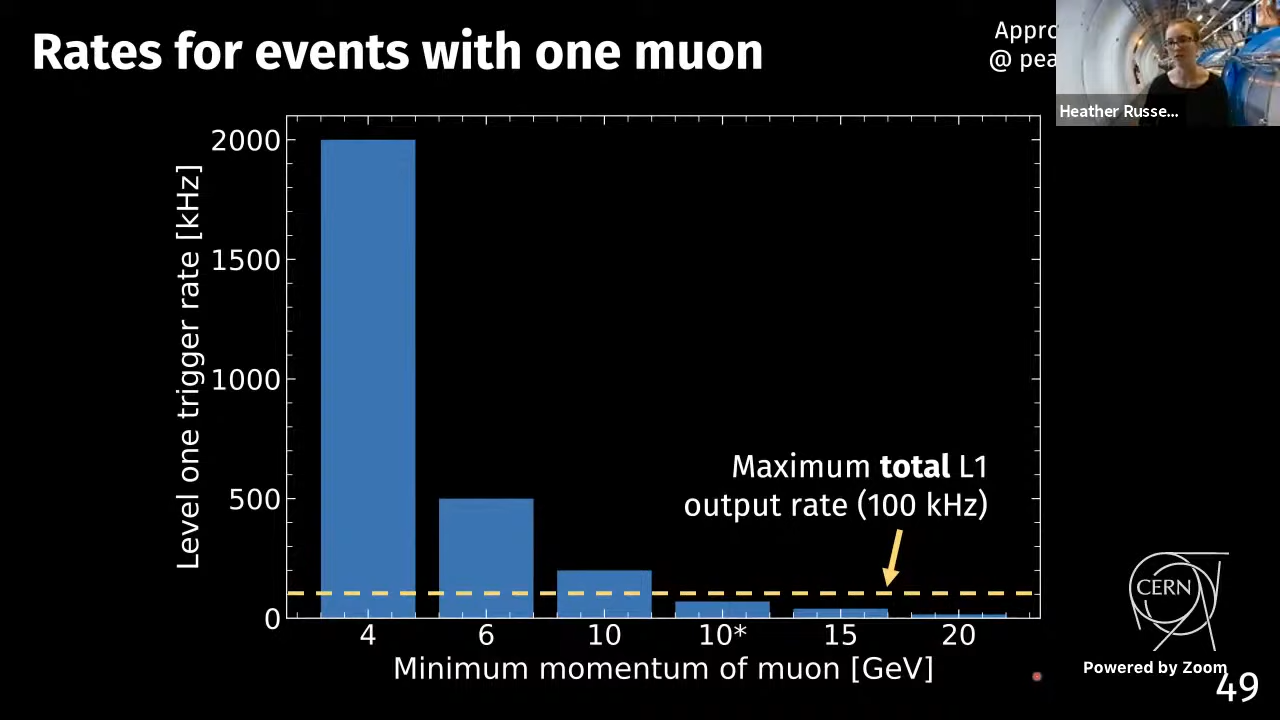 Rates for events with one muon
Appro
@ pea
Heather Russe...
2000
1500
1000
500
0
Level one trigger rate [kHz]
Maximum total L1
output rate (100 kHz)
4 6 10 10* 15 20
Minimum momentum of muon [GeV]
CERN
Powered by Zoom
49